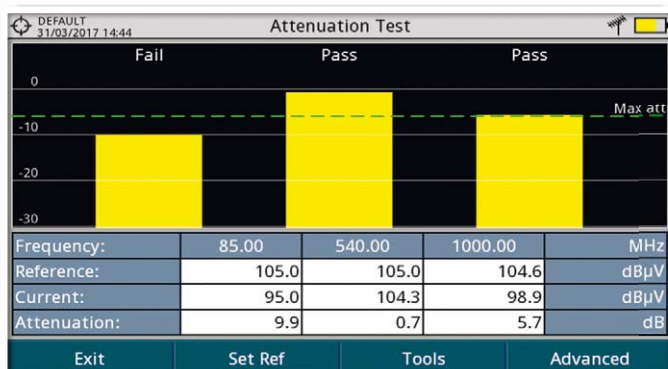 DEFAULT
31/03/2017 14:44
Attenuation Test
Fail Pass Pass
0
Max att
-10
-20
-30
Frequency: 85.00 540.00 1000.00 MHz
Reference: 105.0 105.0 104.6 dBµV
Current: 95.0 104.3 98.9 dBµV
Attenuation: 9.9 0.7 5.7 dB
Exit Set Ref Tools Advanced